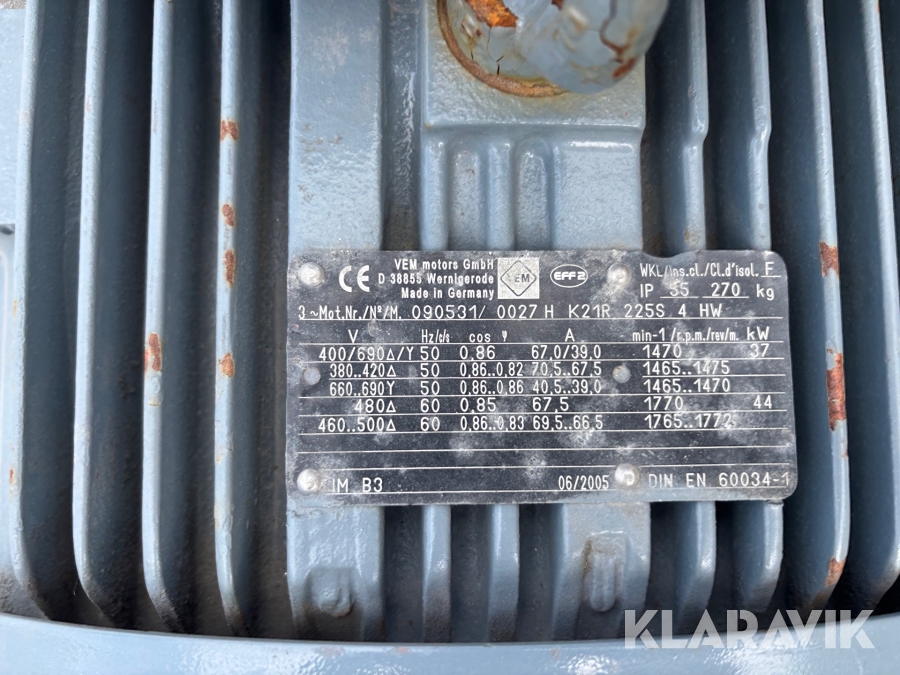 CE VEM motors GmbH
D 38855 Wernigerode
Made in Germany
VEM
EFF2
WKL/Ins.cl./Cl.d'isol. F
IP 55 270 kg
3~Mot.Nr./N°/M. 090531/ 0027 H K21R 225S 4 HW
V Hz/c/s cos φ A min-1/r.p.m./rev/m. kW
400/690Δ/Y 50 0,86 67,0/39,0 1470 37
380..420Δ 50 0,86..0,82 70,5..67,5 1465..1475
660..690Y 50 0,86..0,86 40,5..39,0 1465..1470
480Δ 60 0,85 67,5 1770 44
460..500Δ 60 0,86..0,83 69,5..66,5 1765..1772
IM B3 06/2005 DIN EN 60034-1
KLARAVIK